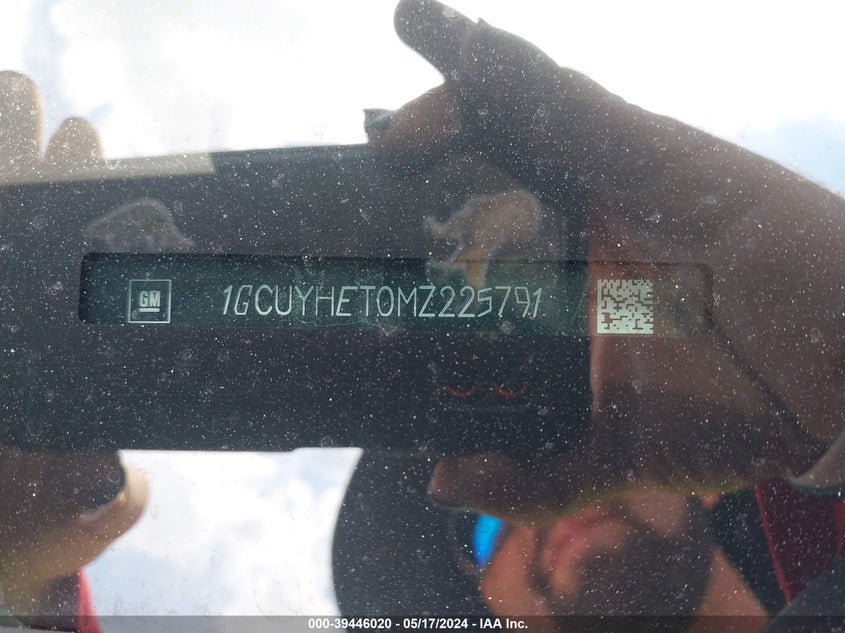 GM 1GCUYHET0MZ225791
000-39446020 - 05/17/2024 - IAA Inc.